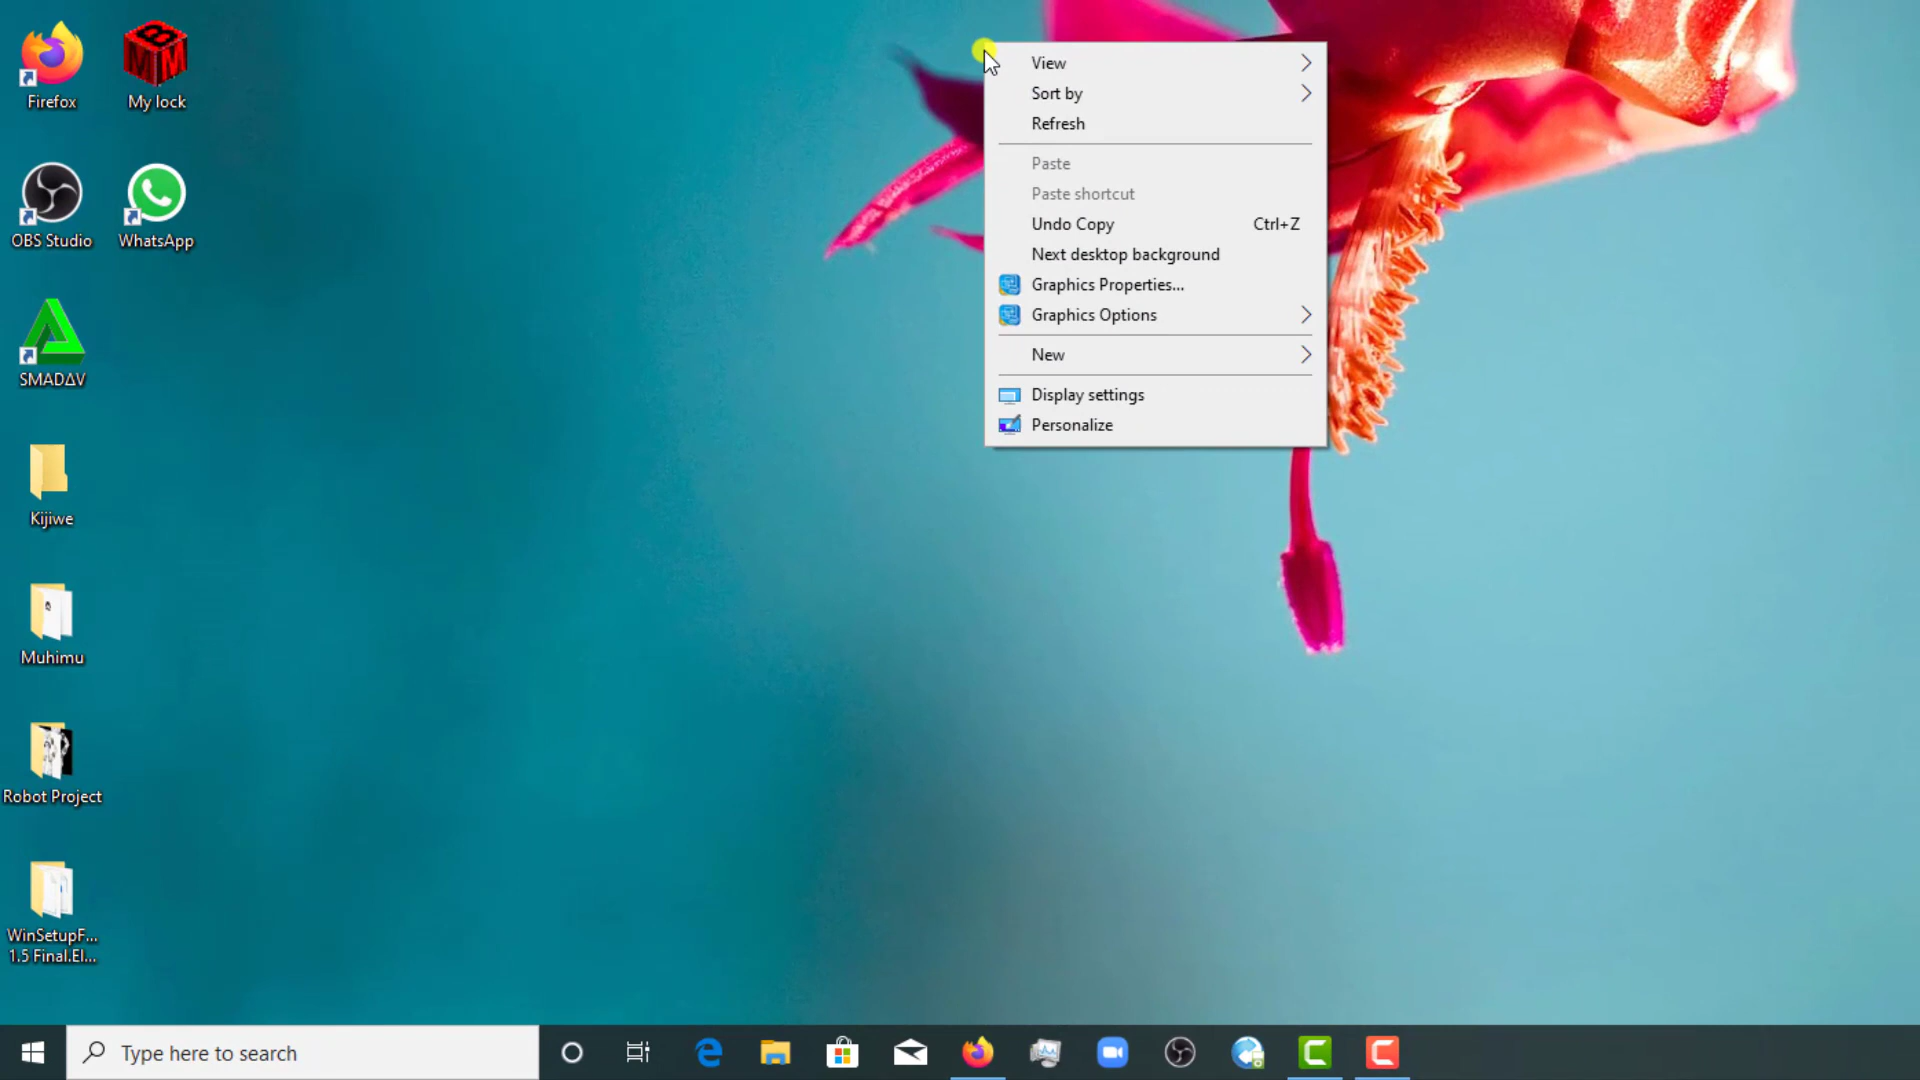 Firefox
My lock
OBS Studio
WhatsApp
SMADΔV
Kijiwe
Muhimu
Robot Project
WinSetupF...
1.5 Final.El...
View
Sort by
Refresh
Paste
Paste shortcut
Undo Copy Ctrl+Z
Next desktop background
Graphics Properties...
Graphics Options
New
Display settings
Personalize
Type here to search